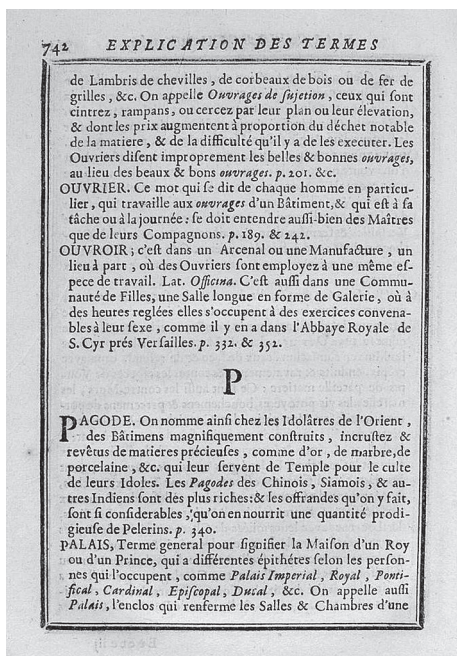 742 EXPLICATION DES TERMES
de Lambris de chevilles, de corbeaux de bois ou de fer de
grilles, &c. On appelle Ouvrages de ſujetion, ceux qui ſont
cintrez, rampans, ou cercez par leur plan ou leur élevation,
& dont les prix augmentent à proportion du déchet notable
de la matiere, & de la difficulté qu'il y a de les executer. Les
Ouvriers diſent improprement les belles & bonnes ouvrages,
au lieu des beaux & bons ouvrages. p. 201. &c.
OUVRIER. Ce mot qui ſe dit de chaque homme en particu-
lier, qui travaille aux ouvrages d'un Bâtiment, & qui eſt à ſa
tâche ou à la journée: ſe doit entendre auſſi-bien des Maîtres
que de leurs Compagnons. p. 189. & 242.
OUVROIR; c'eſt dans un Arcenal ou une Manufacture, un
lieu à part, où des Ouvriers ſont employez à une même eſ-
pece de travail. Lat. Officina. C'eſt auſſi dans une Commu-
nauté de Filles, une Salle longue en forme de Galerie, où à
des heures reglées elles s'occupent à des exercices convena-
bles à leur ſexe, comme il y en a dans l'Abbaye Royale de
S. Cyr prés Verſailles. p. 332. & 352.
P
PAGODE. On nomme ainſi chez les Idolâtres de l'Orient,
des Bâtimens magnifiquement conſtruits, incruſtez &
revêtus de matieres précieuſes, comme d'or, de marbre, de
porcelaine, &c. qui leur ſervent de Temple pour le culte
de leurs Idoles. Les Pagodes des Chinois, Siamois, & au-
tres Indiens ſont des plus riches: & les offrandes qu'on y fait,
ſont ſi conſiderables, qu'on en nourrit une quantité prodi-
gieuſe de Pelerins. p. 340.
PALAIS, Terme general pour ſignifier la Maiſon d'un Roy
ou d'un Prince, qui a différentes épithétes ſelon les perſon-
nes qui l'occupent, comme Palais Imperial, Royal, Ponti-
fical, Cardinal, Epiſcopal, Ducal, &c. On appelle auſſi
Palais, l'enclos qui renferme les Salles & Chambres d'une